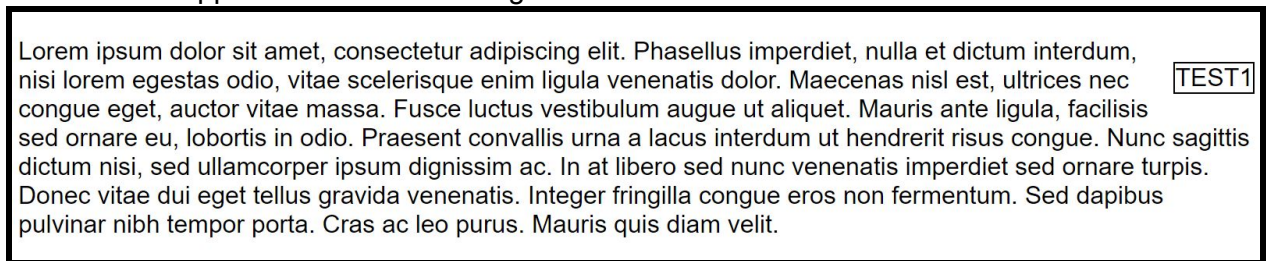 Lorem ipsum dolor sit amet, consectetur adipiscing elit. Phasellus imperdiet, nulla et dictum interdum,
nisi lorem egestas odio, vitae scelerisque enim ligula venenatis dolor. Maecenas nisl est, ultrices nec
TEST1
congue eget, auctor vitae massa. Fusce luctus vestibulum augue ut aliquet. Mauris ante ligula, facilisis
sed ornare eu, lobortis in odio. Praesent convallis urna a lacus interdum ut hendrerit risus congue. Nunc sagittis
dictum nisi, sed ullamcorper ipsum dignissim ac. In at libero sed nunc venenatis imperdiet sed ornare turpis.
Donec vitae dui eget tellus gravida venenatis. Integer fringilla congue eros non fermentum. Sed dapibus
pulvinar nibh tempor porta. Cras ac leo purus. Mauris quis diam velit.